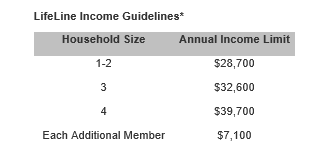 LifeLine Income Guidelines*
Household Size Annual Income Limit
1-2 $28,700
3 $32,600
4 $39,700
Each Additional Member $7,100